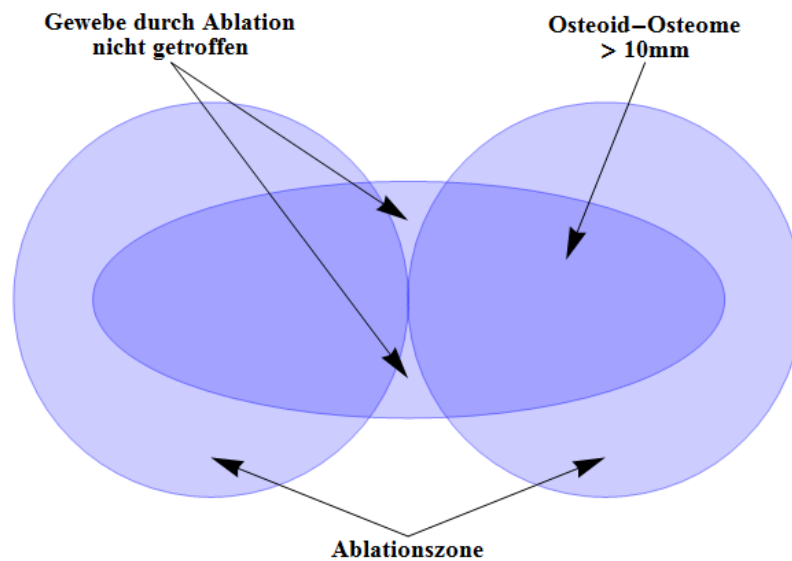 Gewebe durch Ablation
nicht getroffen
Osteoid–Osteome
> 10mm
Ablationszone